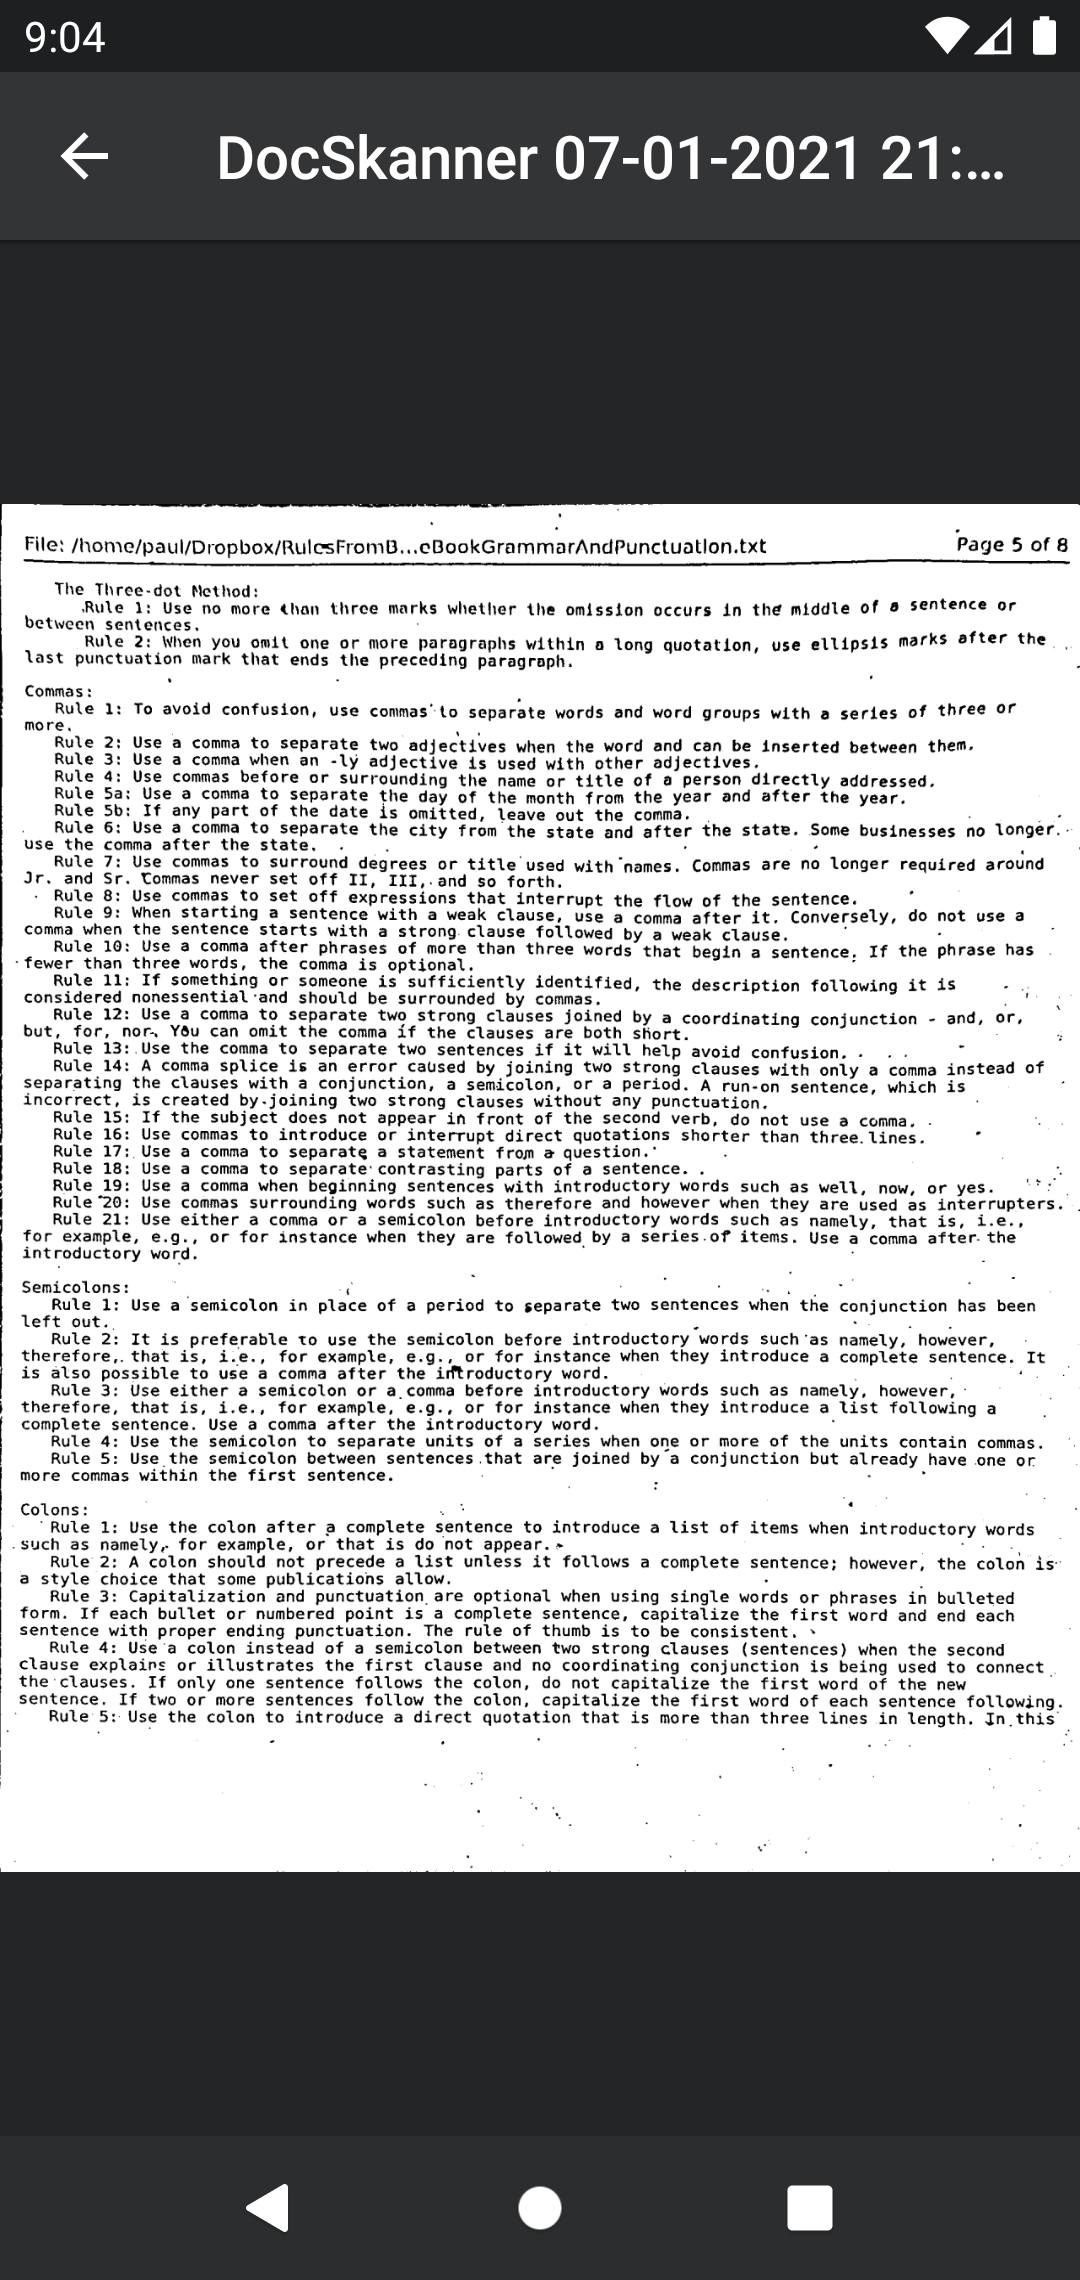 9:04
DocSkanner 07-01-2021 21:...
File: /home/paul/Dropbox/RulesFromB...eBookGrammarAndPunctuation.txt Page 5 of 8
The Three-dot Method:
Rule 1: Use no more than three marks whether the omission occurs in the middle of a sentence or
between sentences.
Rule 2: When you omit one or more paragraphs within a long quotation, use ellipsis marks after the
last punctuation mark that ends the preceding paragraph.
Commas:
Rule 1: To avoid confusion, use commas to separate words and word groups with a series of three or
more.
Rule 2: Use a comma to separate two adjectives when the word and can be inserted between them.
Rule 3: Use a comma when an -ly adjective is used with other adjectives.
Rule 4: Use commas before or surrounding the name or title of a person directly addressed.
Rule 5a: Use a comma to separate the day of the month from the year and after the year.
Rule 5b: If any part of the date is omitted, leave out the comma.
Rule 6: Use a comma to separate the city from the state and after the state. Some businesses no longer
use the comma after the state.
Rule 7: Use commas to surround degrees or title used with names. Commas are no longer required around
Jr. and Sr. Commas never set off II, III, and so forth.
Rule 8: Use commas to set off expressions that interrupt the flow of the sentence.
Rule 9: When starting a sentence with a weak clause, use a comma after it. Conversely, do not use a
comma when the sentence starts with a strong clause followed by a weak clause.
Rule 10: Use a comma after phrases of more than three words that begin a sentence. If the phrase has
fewer than three words, the comma is optional.
Rule 11: If something or someone is sufficiently identified, the description following it is
considered nonessential and should be surrounded by commas.
Rule 12: Use a comma to separate two strong clauses joined by a coordinating conjunction - and, or,
but, for, nor. You can omit the comma if the clauses are both short.
Rule 13: Use the comma to separate two sentences if it will help avoid confusion.
Rule 14: A comma splice is an error caused by joining two strong clauses with only a comma instead of
separating the clauses with a conjunction, a semicolon, or a period. A run-on sentence, which is
incorrect, is created by joining two strong clauses without any punctuation.
Rule 15: If the subject does not appear in front of the second verb, do not use a comma.
Rule 16: Use commas to introduce or interrupt direct quotations shorter than three lines.
Rule 17: Use a comma to separate a statement from a question.
Rule 18: Use a comma to separate contrasting parts of a sentence.
Rule 19: Use a comma when beginning sentences with introductory words such as well, now, or yes.
Rule 20: Use commas surrounding words such as therefore and however when they are used as interrupters.
Rule 21: Use either a comma or a semicolon before introductory words such as namely, that is, i.e.,
for example, e.g., or for instance when they are followed by a series of items. Use a comma after the
introductory word.
Semicolons:
Rule 1: Use a semicolon in place of a period to separate two sentences when the conjunction has been
left out.
Rule 2: It is preferable to use the semicolon before introductory words such as namely, however,
therefore, that is, i.e., for example, e.g., or for instance when they introduce a complete sentence. It
is also possible to use a comma after the introductory word.
Rule 3: Use either a semicolon or a comma before introductory words such as namely, however,
therefore, that is, i.e., for example, e.g., or for instance when they introduce a list following a
complete sentence. Use a comma after the introductory word.
Rule 4: Use the semicolon to separate units of a series when one or more of the units contain commas.
Rule 5: Use the semicolon between sentences that are joined by a conjunction but already have one or
more commas within the first sentence.
Colons:
Rule 1: Use the colon after a complete sentence to introduce a list of items when introductory words
such as namely, for example, or that is do not appear.
Rule 2: A colon should not precede a list unless it follows a complete sentence; however, the colon is
a style choice that some publications allow.
Rule 3: Capitalization and punctuation are optional when using single words or phrases in bulleted
form. If each bullet or numbered point is a complete sentence, capitalize the first word and end each
sentence with proper ending punctuation. The rule of thumb is to be consistent.
Rule 4: Use a colon instead of a semicolon between two strong clauses (sentences) when the second
clause explains or illustrates the first clause and no coordinating conjunction is being used to connect
the clauses. If only one sentence follows the colon, do not capitalize the first word of the new
sentence. If two or more sentences follow the colon, capitalize the first word of each sentence following.
Rule 5: Use the colon to introduce a direct quotation that is more than three lines in length. In this